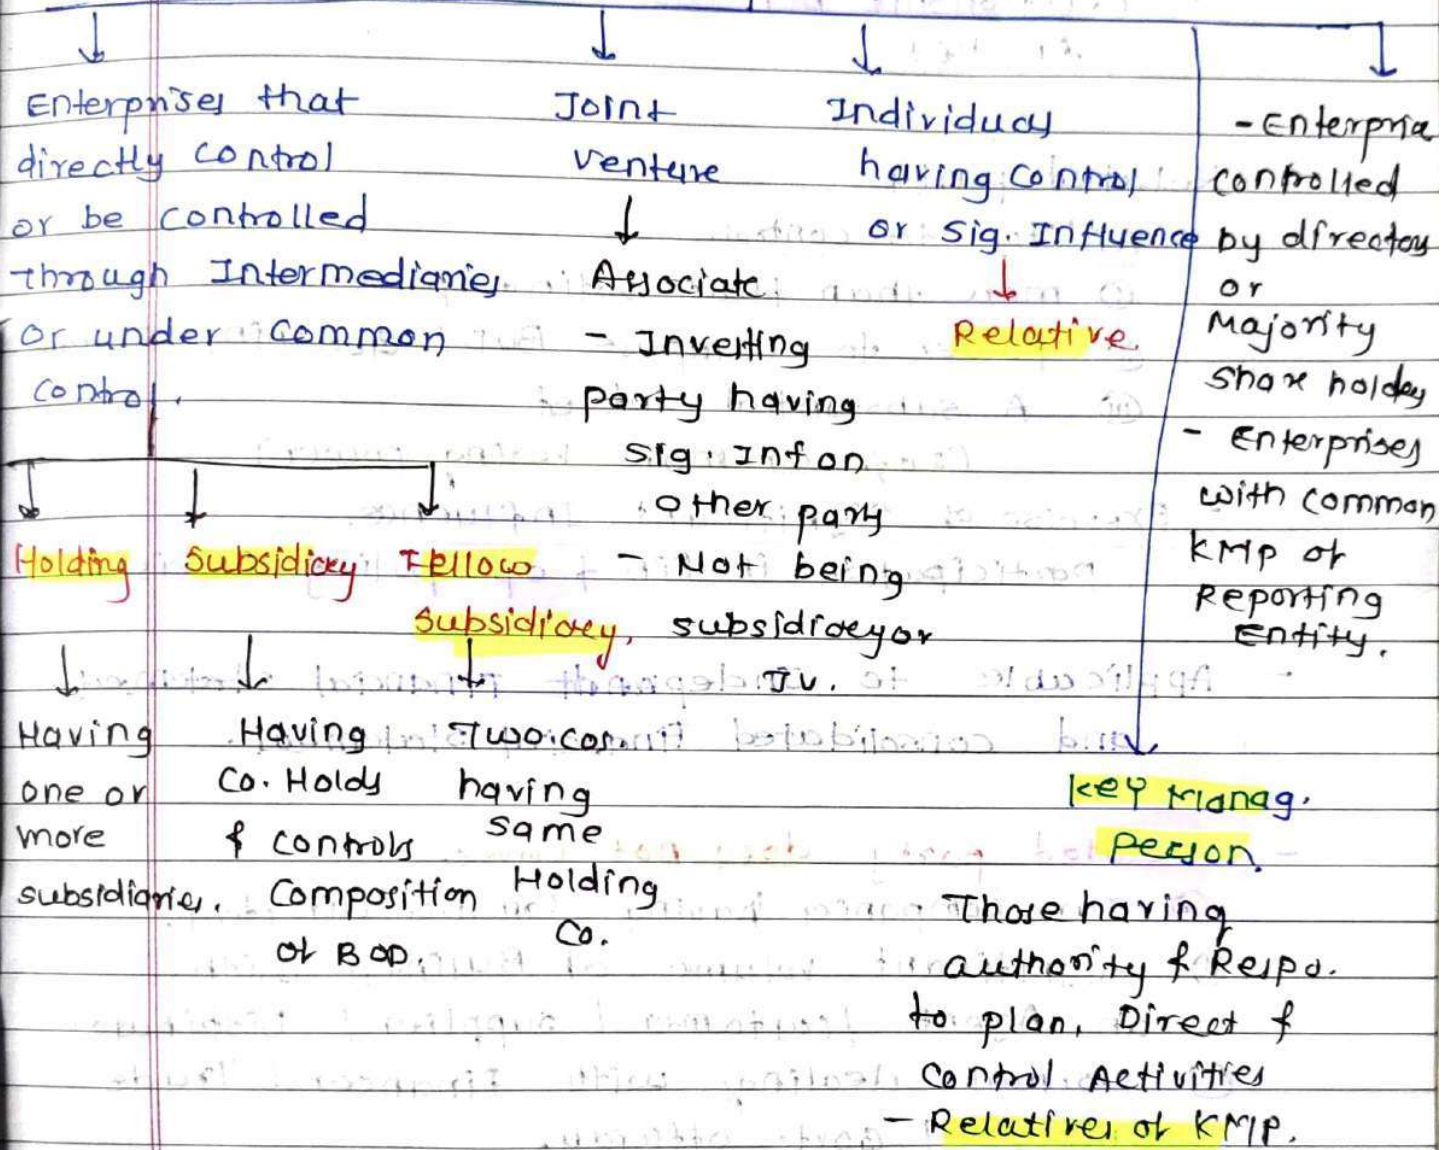 Enterprises that
directly control
or be controlled
through Intermediaries
or under common
control.
Joint
venture
Associate
- Investing
party having
sig. Inf on
other party
- Not being
subsidiary or
JV.
Individuals
having control
or Sig. Influence
Relative
- Enterprise
controlled
by directors
or
Majority
Share holders
- Enterprises
with common
KMP of
Reporting
Entity.
Holding
Subsidiary
Fellow
Subsidiary,
Having
one or
more
subsidiaries.
Having
Co. Holds
& controls
Composition
of BOD.
Two cos.
having
same
Holding
Co.
key Manag.
person.
Those having
authority & Respo.
to plan, Direct &
control Activities
- Relatives of KMP.